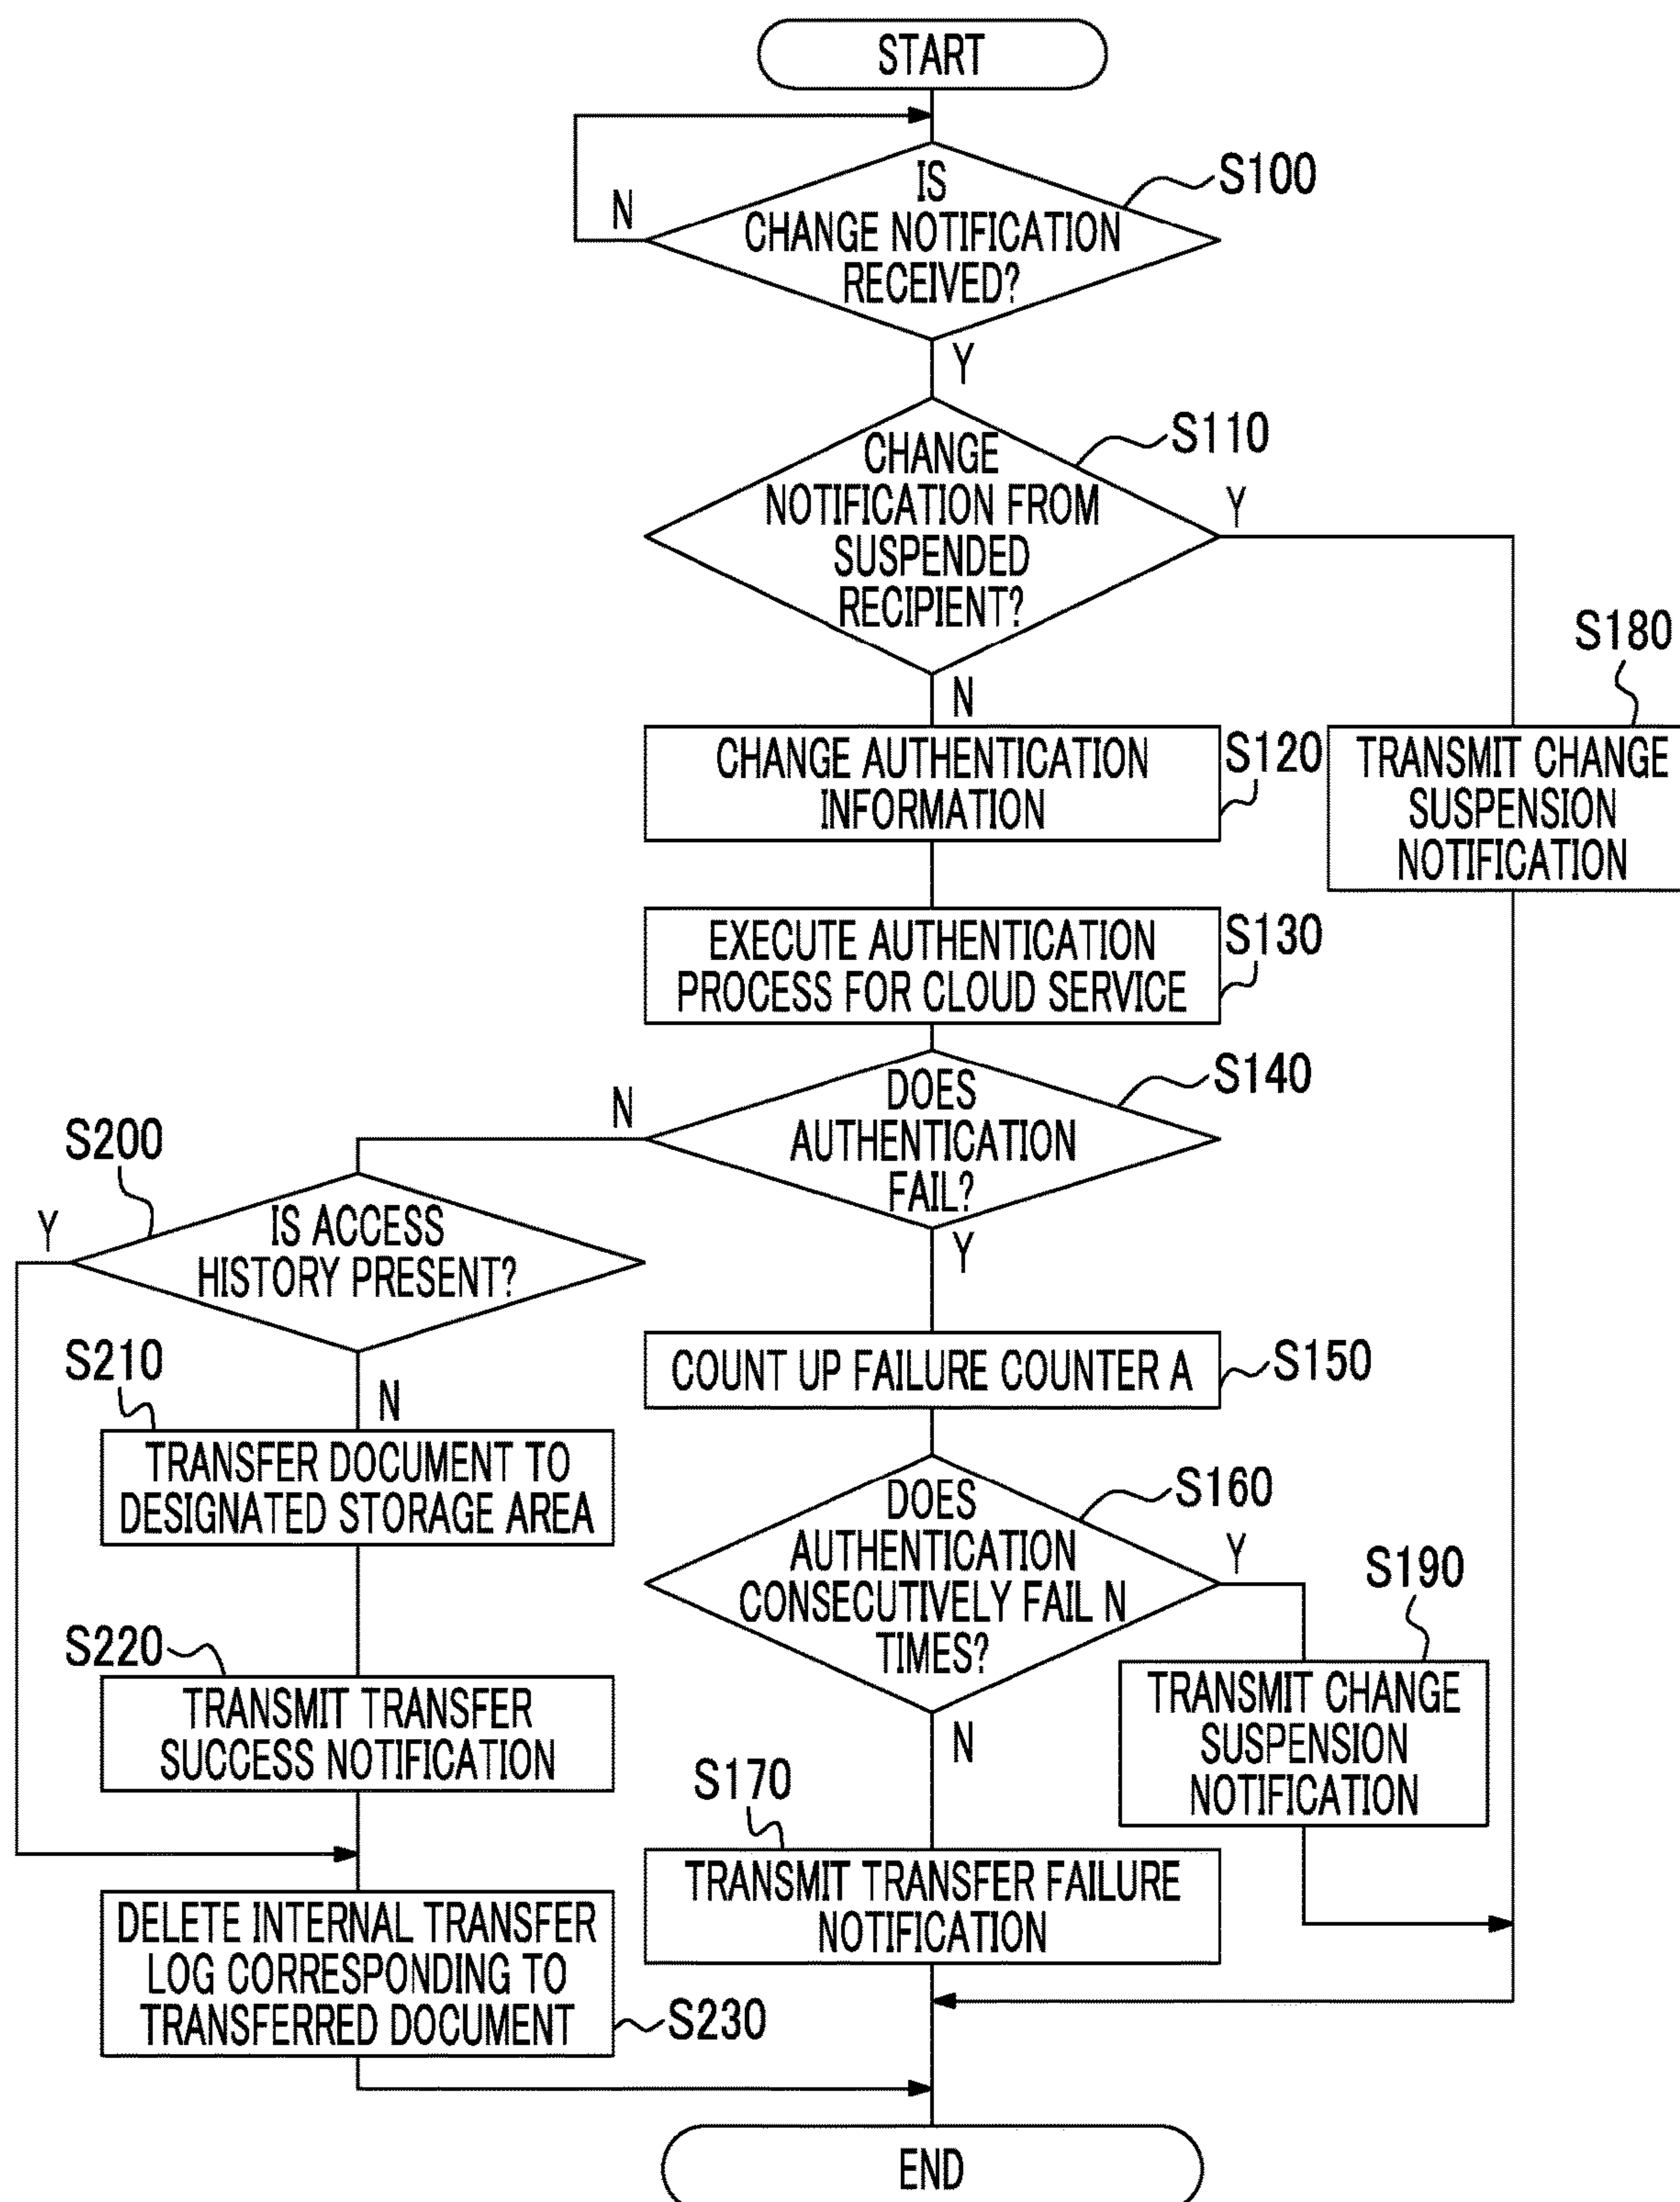 START
IS
CHANGE NOTIFICATION
RECEIVED?
S100
N
Y
CHANGE
NOTIFICATION FROM
SUSPENDED
RECIPIENT?
S110
Y
N
S180
TRANSMIT CHANGE
SUSPENSION
NOTIFICATION
CHANGE AUTHENTICATION
INFORMATION
S120
EXECUTE AUTHENTICATION
PROCESS FOR CLOUD SERVICE
S130
DOES
AUTHENTICATION
FAIL?
S140
N
Y
S200
IS ACCESS
HISTORY PRESENT?
Y
N
S210
TRANSFER DOCUMENT TO
DESIGNATED STORAGE AREA
COUNT UP FAILURE COUNTER A
S150
DOES
AUTHENTICATION
CONSECUTIVELY FAIL N
TIMES?
S160
Y
N
S190
TRANSMIT CHANGE
SUSPENSION
NOTIFICATION
S220
TRANSMIT TRANSFER
SUCCESS NOTIFICATION
S170
TRANSMIT TRANSFER FAILURE
NOTIFICATION
DELETE INTERNAL TRANSFER
LOG CORRESPONDING TO
TRANSFERRED DOCUMENT
S230
END